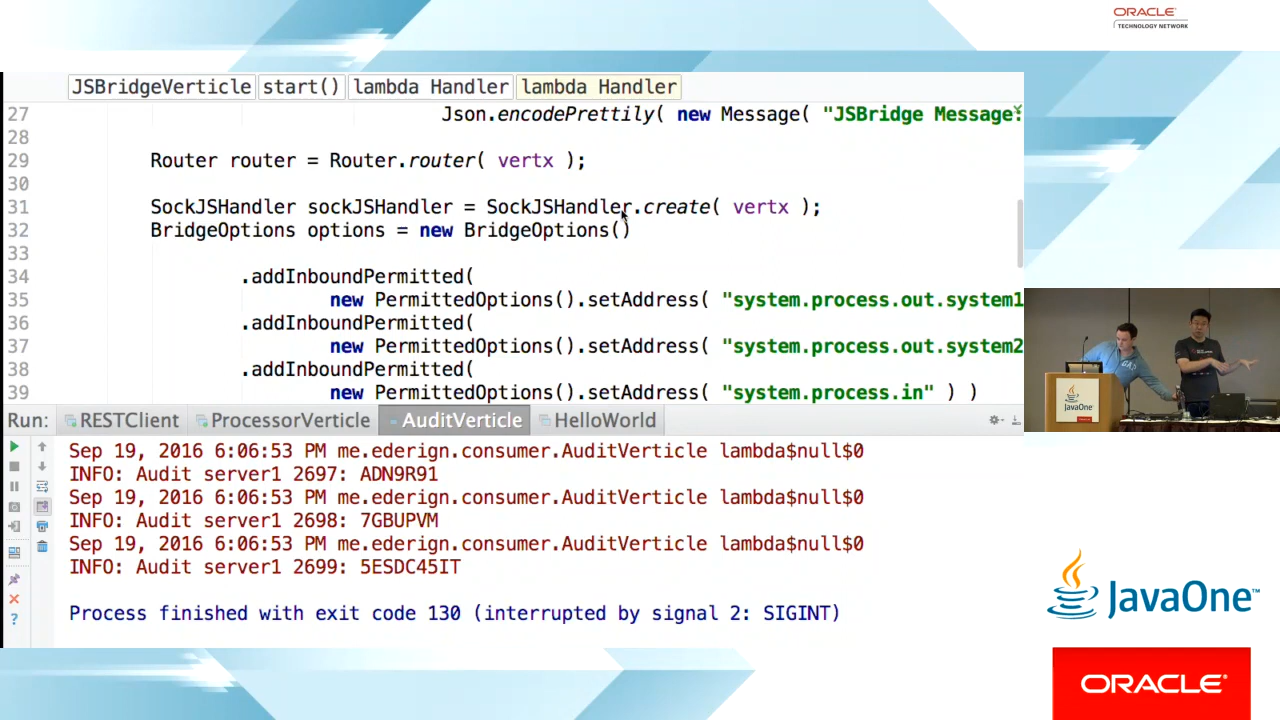 ORACLE
TECHNOLOGY NETWORK
JSBridgeVerticle start() lambda Handler lambda Handler
27 Json.encodePrettily( new Message( "JSBridge Message:
28
29 Router router = Router.router( vertx );
30
31 SockJSHandler sockJSHandler = SockJSHandler.create( vertx );
32 BridgeOptions options = new BridgeOptions()
33
34 .addInboundPermitted(
35 new PermittedOptions().setAddress( "system.process.out.system1
36 .addInboundPermitted(
37 new PermittedOptions().setAddress( "system.process.out.system2
38 .addInboundPermitted(
39 new PermittedOptions().setAddress( "system.process.in" ) )
Run: RESTClient ProcessorVerticle AuditVerticle HelloWorld
Sep 19, 2016 6:06:53 PM me.ederign.consumer.AuditVerticle lambda$null$0
INFO: Audit server1 2697: ADN9R91
Sep 19, 2016 6:06:53 PM me.ederign.consumer.AuditVerticle lambda$null$0
INFO: Audit server1 2698: 7GBUPVM
Sep 19, 2016 6:06:53 PM me.ederign.consumer.AuditVerticle lambda$null$0
INFO: Audit server1 2699: 5ESDC45IT
Process finished with exit code 130 (interrupted by signal 2: SIGINT)
JavaOne
JavaOne™
ORACLE®